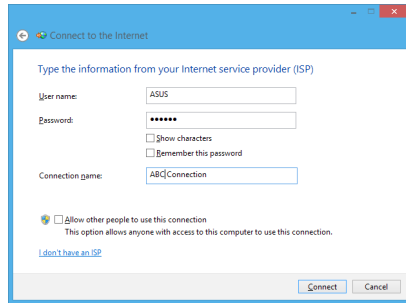 Connect to the Internet
Type the information from your Internet service provider (ISP)
User name: ASUS
Password: ••••••
Show characters
Remember this password
Connection name: ABC Connection
Allow other people to use this connection
This option allows anyone with access to this computer to use this connection.
I don't have an ISP
Connect Cancel